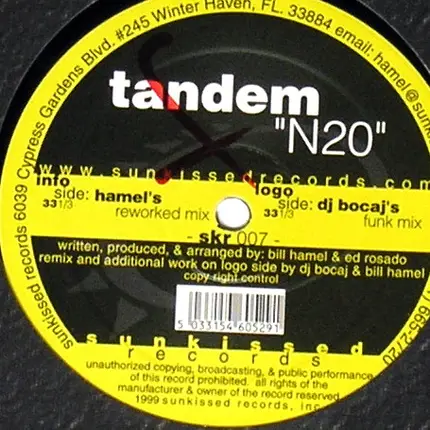 sunkissed records 6039 Cypress Gardens Blvd. #245 Winter Haven, FL. 33884 email: hamel@sunkis
tandem
"N20"
www.sunkissedrecords.com
info
side: hamel's
33 1/3
reworked mix
logo
side: dj bocaj's
33 1/3
funk mix
- skr 007 -
written, produced, & arranged by: bill hamel & ed rosado
remix and additional work on logo side by dj bocaj & bill hamel
copy right control
5 033154 605291
) 665-2720
sunkissed
records
unauthorized copying, broadcasting, & public performance
of this record prohibited. all rights of the
manufacturer & owner of the record reserved
1999 sunkissed records, inc